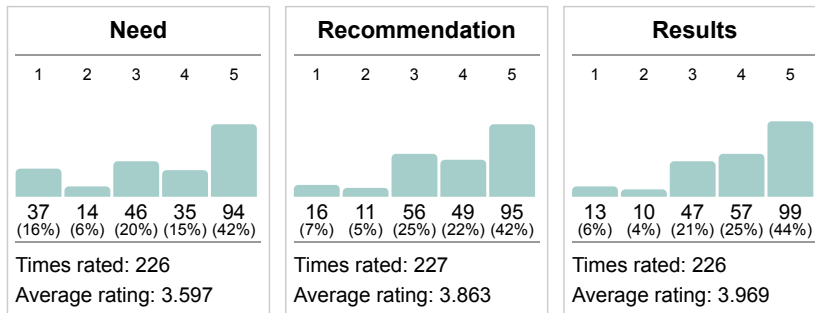 Need
1 2 3 4 5
37 14 46 35 94
(16%) (6%) (20%) (15%) (42%)
Times rated: 226
Average rating: 3.597
Recommendation
1 2 3 4 5
16 11 56 49 95
(7%) (5%) (25%) (22%) (42%)
Times rated: 227
Average rating: 3.863
Results
1 2 3 4 5
13 10 47 57 99
(6%) (4%) (21%) (25%) (44%)
Times rated: 226
Average rating: 3.969